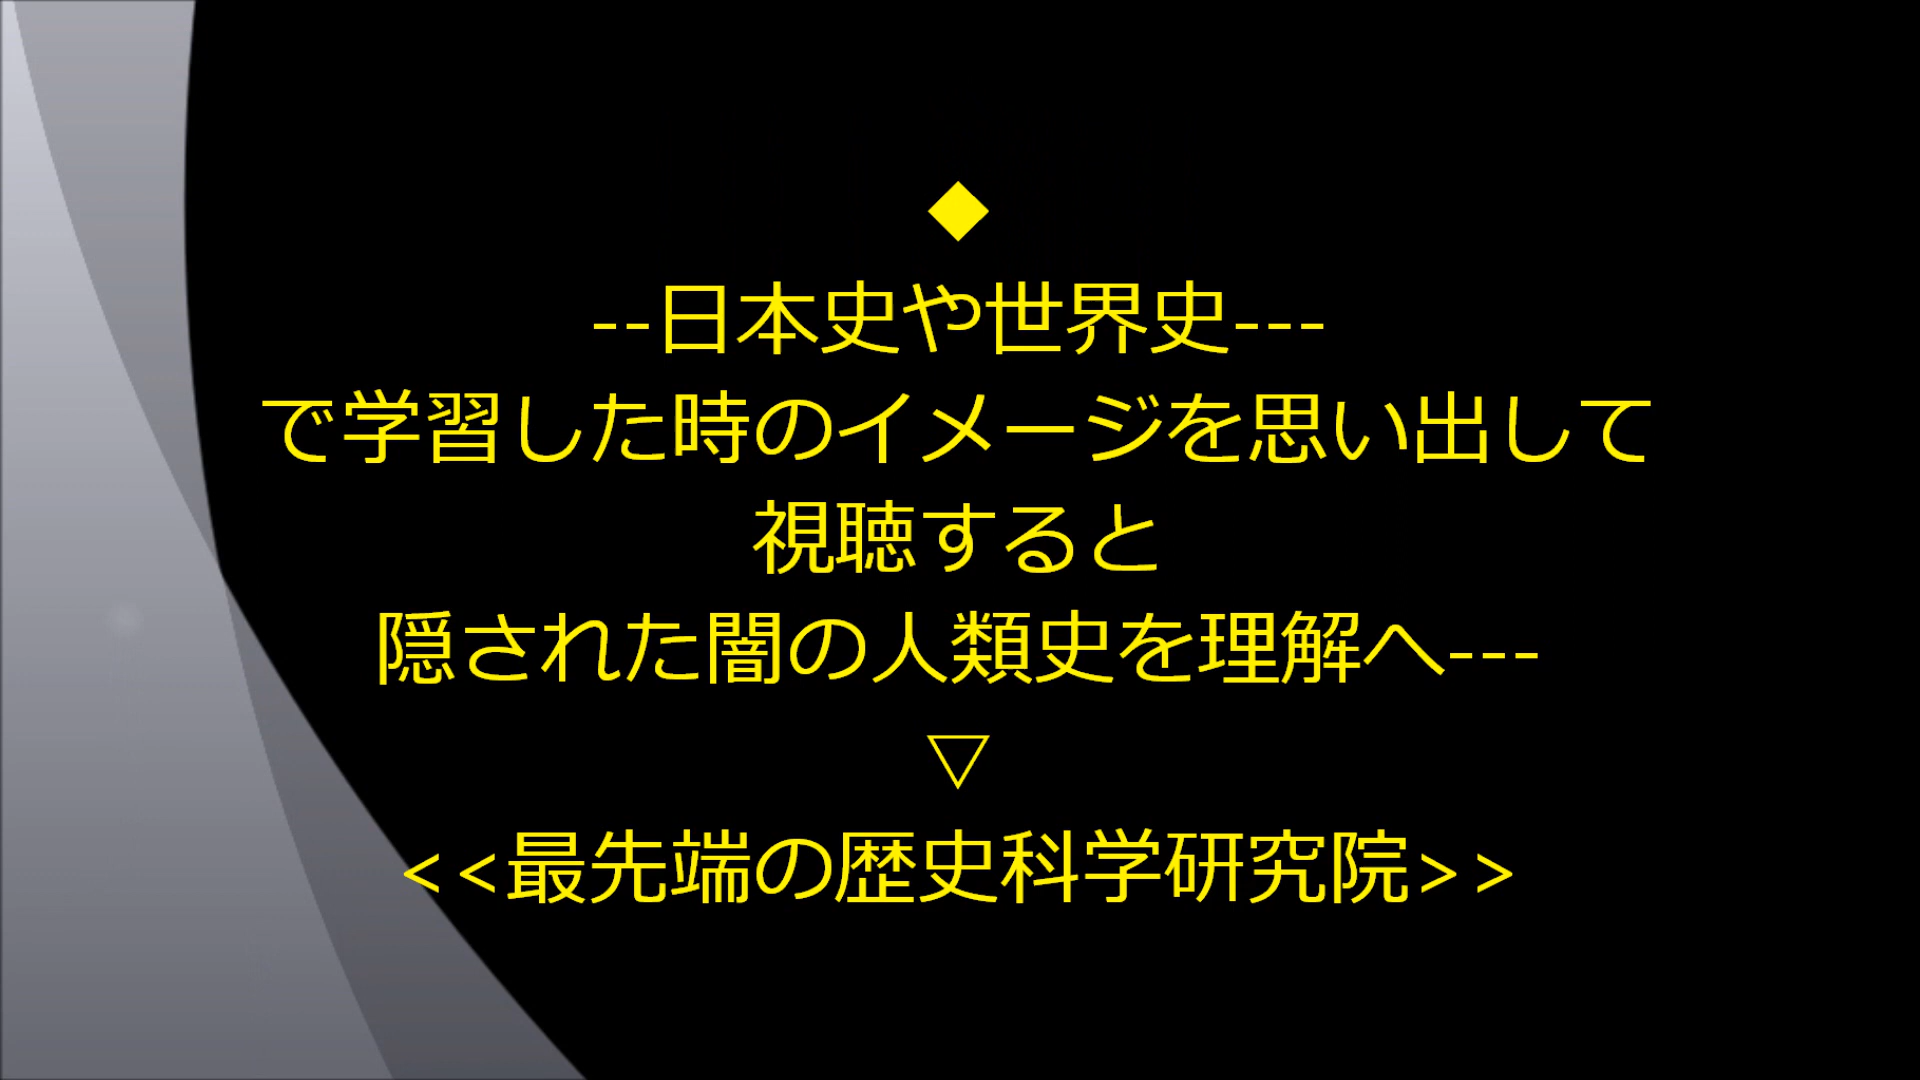 ◆
--日本史や世界史---
で学習した時のイメージを思い出して
視聴すると
隠された闇の人類史を理解へ---
▽
<<最先端の歴史科学研究院>>